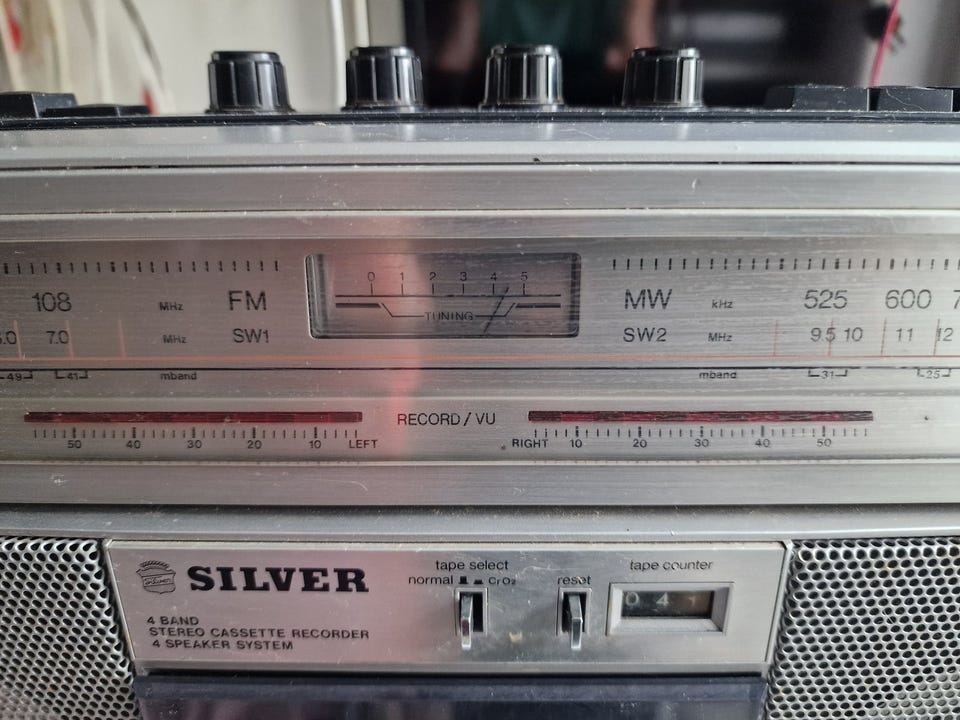 0 1 2 3 4 5
TUNING
108 MHz FM
MW kHz 525 600
7.0 MHz SW1
SW2 MHz 9.5 10 11 12
49 41 mband
mband 31 25
RECORD/VU
50 40 30 20 10 LEFT
RIGHT 10 20 30 40 50
SILVER
4 BAND
STEREO CASSETTE RECORDER
4 SPEAKER SYSTEM
tape select
normal CrO2
reset
tape counter
0 4 1